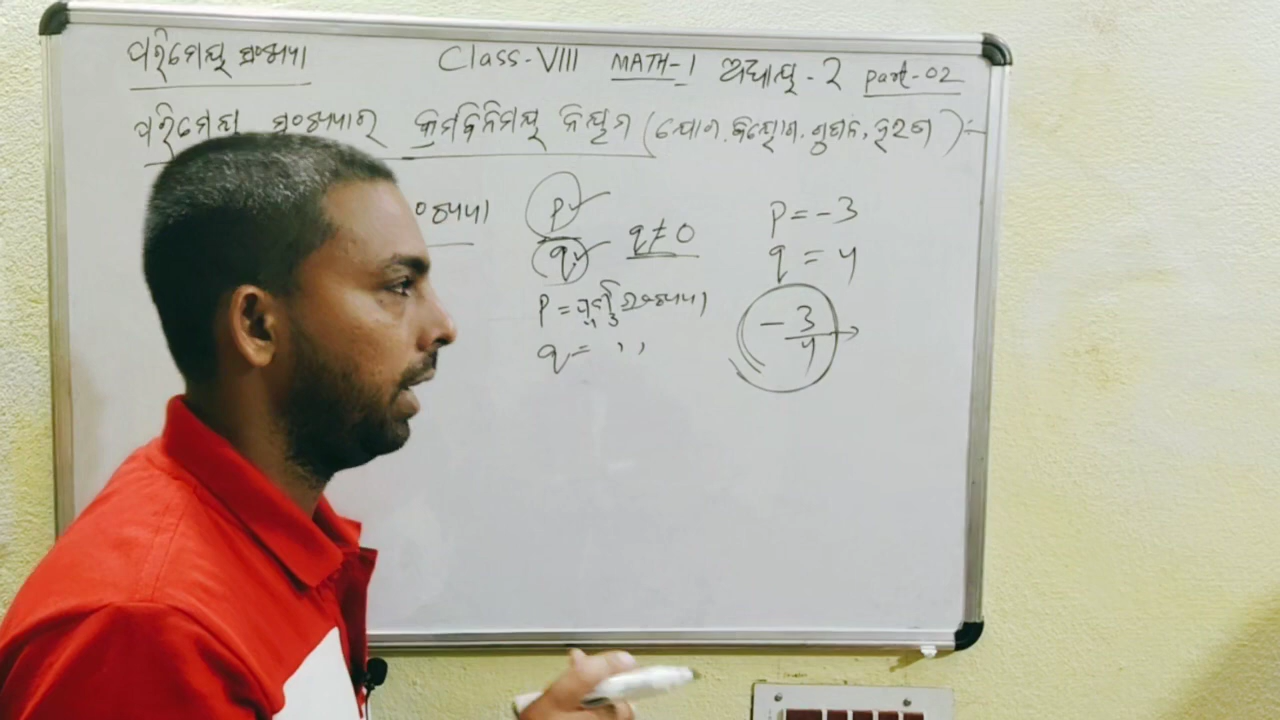 ପରିମେୟ ସଂଖ୍ୟା Class-VIII MATH-1 ଅଧ୍ୟାୟ-୨ part-02
ପରିମେୟ ସଂଖ୍ୟାର କ୍ରମବିନିମୟ ନିୟମ (ଯୋଗ, ବିୟୋଗ, ଗୁଣନ, ହରଣ) :-
p
q
q ≠ 0
P = ପୂର୍ଣ୍ଣ ସଂଖ୍ୟା
q = ,,
P = -3
q = 4
-3
4